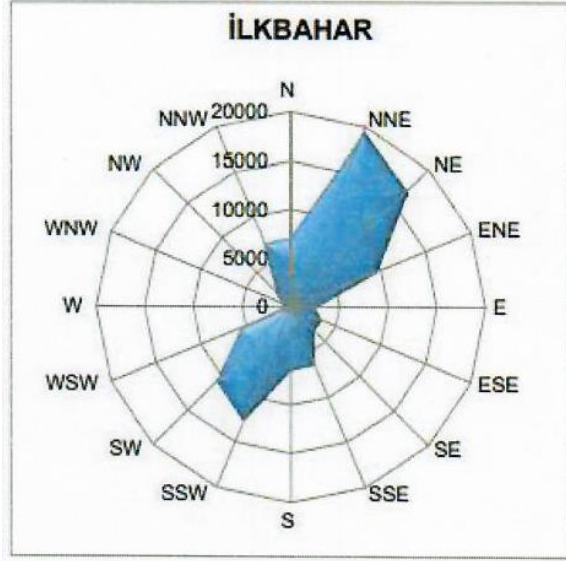 İLKBAHAR
N
NNE
NE
ENE
E
ESE
SE
SSE
S
SSW
SW
WSW
W
WNW
NW
NNW
20000
15000
10000
5000
0